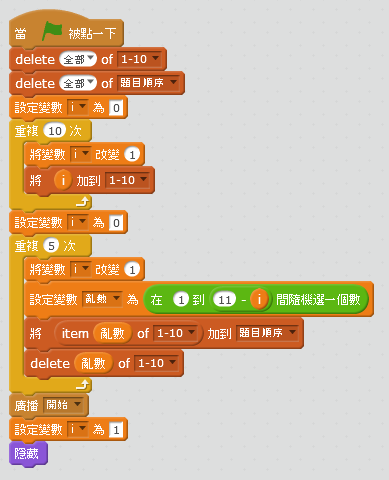 當 被點一下
delete 全部 of 1-10
delete 全部 of 題目順序
設定變數 i 為 0
重複 10 次
將變數 i 改變 1
將 i 加到 1-10
設定變數 i 為 0
重複 5 次
將變數 i 改變 1
設定變數 亂數 為 在 1 到 11 - i 間隨機選一個數
將 item 亂數 of 1-10 加到 題目順序
delete 亂數 of 1-10
廣播 開始
設定變數 i 為 1
隱藏